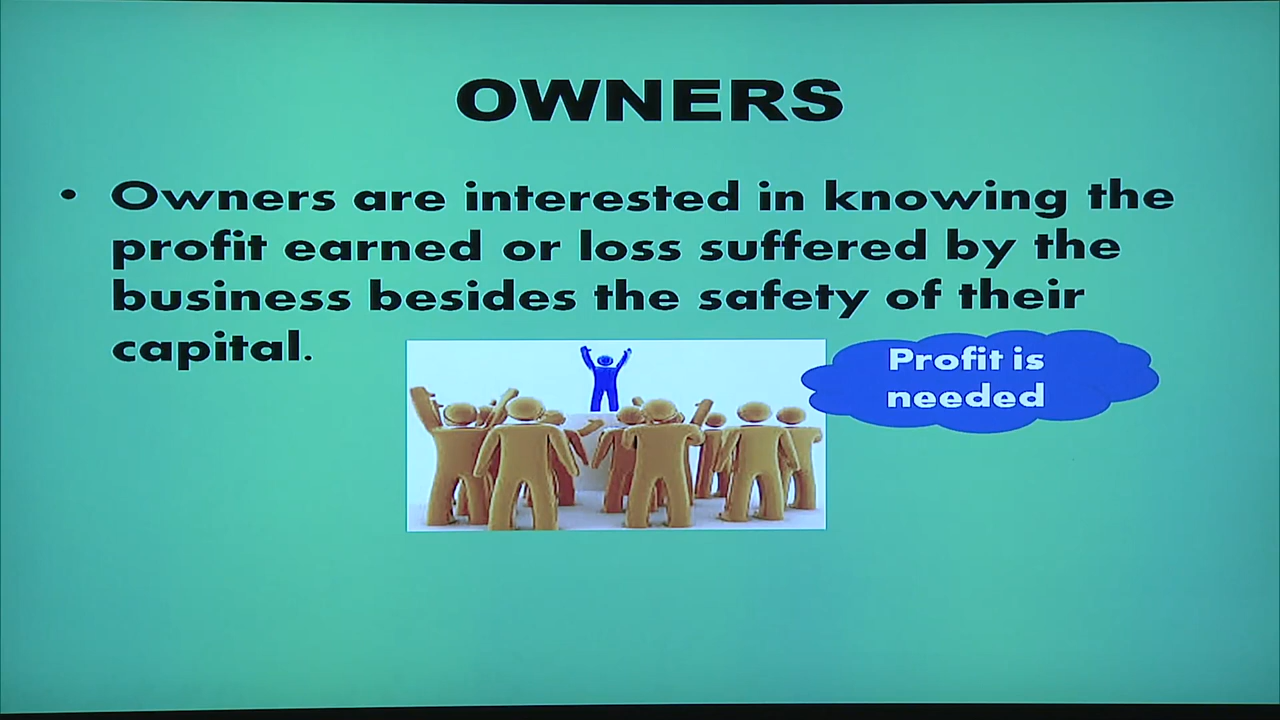 OWNERS
• Owners are interested in knowing the
profit earned or loss suffered by the
business besides the safety of their
capital.
Profit is
needed